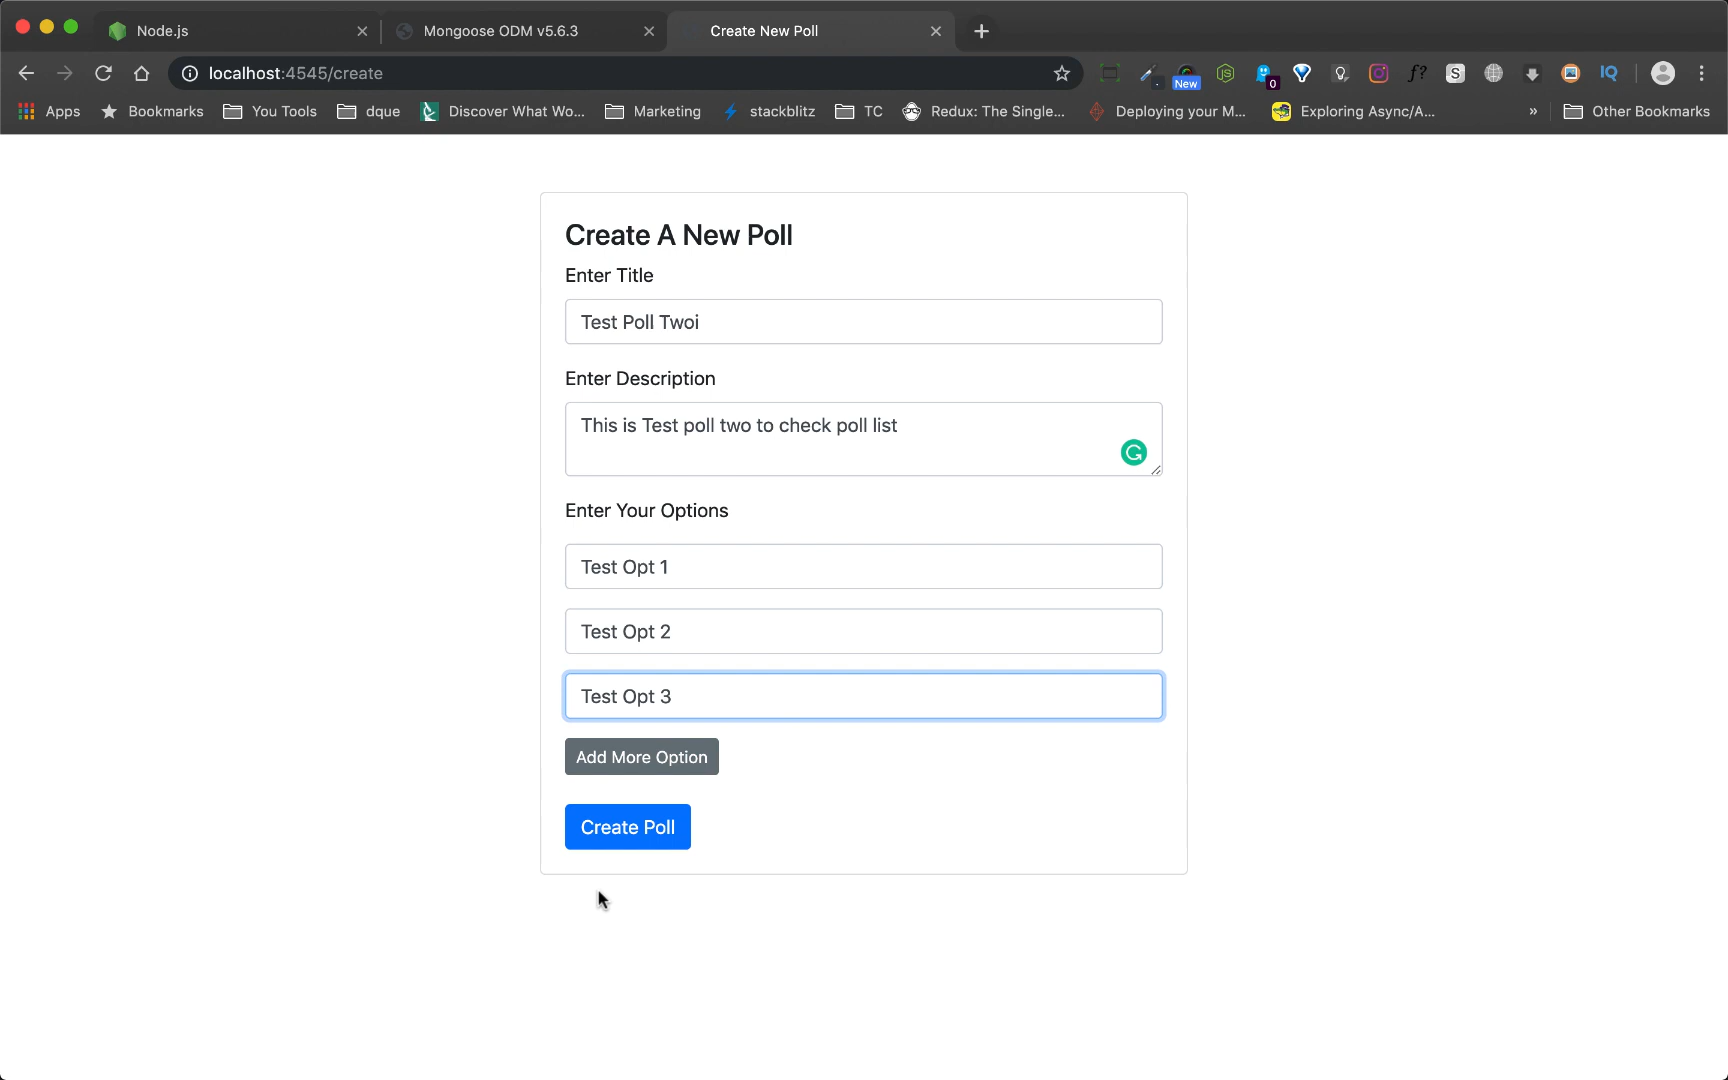 Node.js
Mongoose ODM v5.6.3
Create New Poll
localhost:4545/create
New
0
f?
S
IQ
Apps
Bookmarks
You Tools
dque
Discover What Wo...
Marketing
stackblitz
TC
Redux: The Single...
Deploying your M...
Exploring Async/A...
»
Other Bookmarks
Create A New Poll
Enter Title
Test Poll Twoi
Enter Description
This is Test poll two to check poll list
Enter Your Options
Test Opt 1
Test Opt 2
Test Opt 3
Add More Option
Create Poll